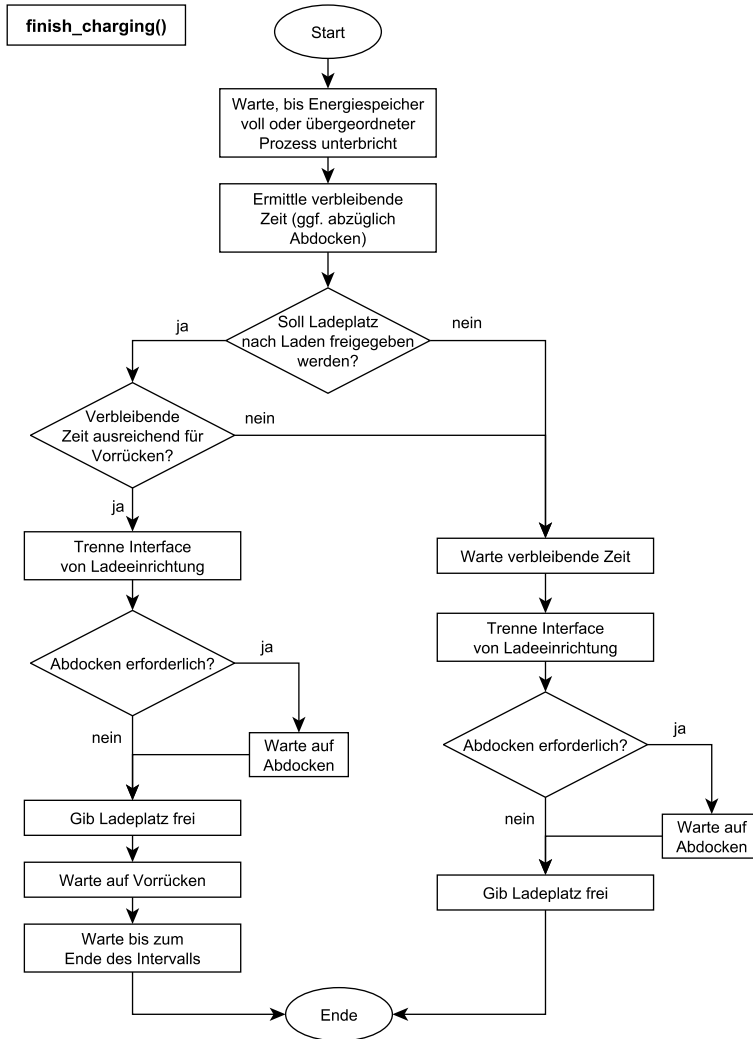 finish_charging()
Start
Warte, bis Energiespeicher
voll oder übergeordneter
Prozess unterbricht
Ermittle verbleibende
Zeit (ggf. abzüglich
Abdocken)
Soll Ladeplatz
nach Laden freigegeben
werden?
ja
nein
Verbleibende
Zeit ausreichend für
Vorrücken?
nein
ja
Trenne Interface
von Ladeeinrichtung
Abdocken erforderlich?
ja
nein
Warte auf
Abdocken
Gib Ladeplatz frei
Warte auf Vorrücken
Warte bis zum
Ende des Intervalls
Warte verbleibende Zeit
Trenne Interface
von Ladeeinrichtung
Abdocken erforderlich?
ja
nein
Warte auf
Abdocken
Gib Ladeplatz frei
Ende